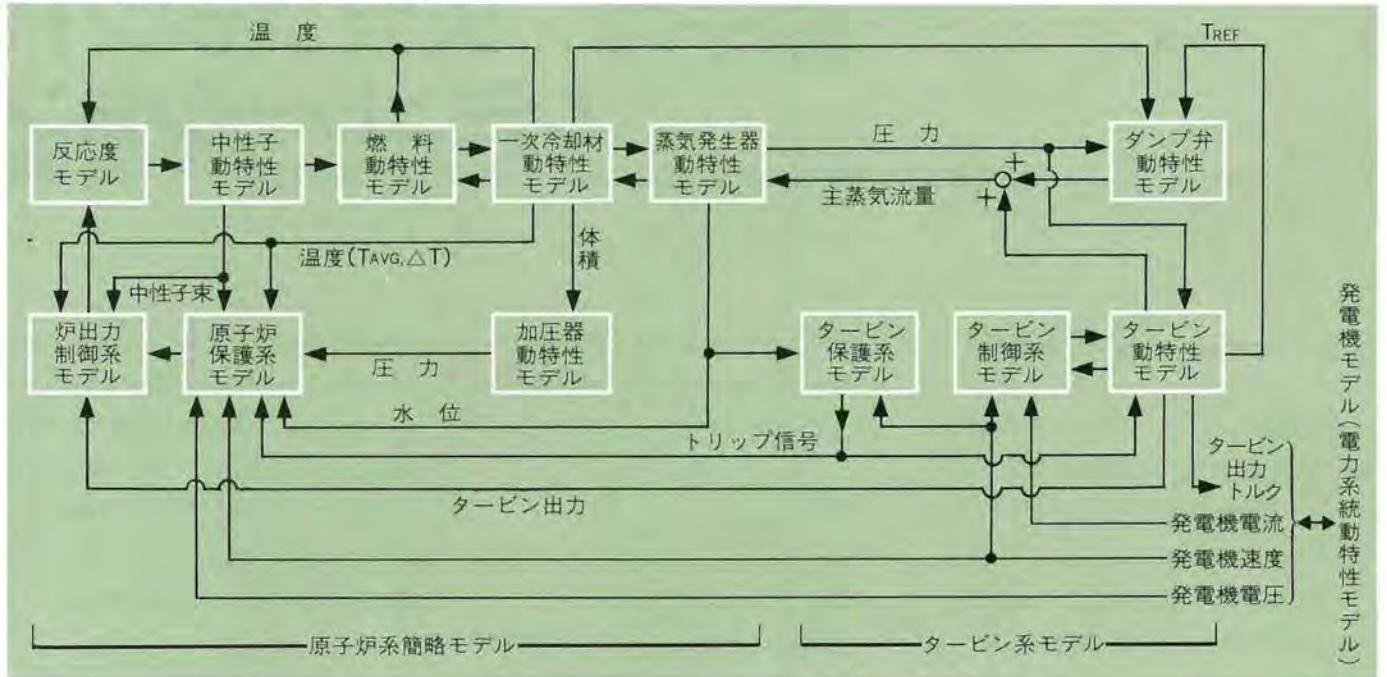 温 度
TREF
反応度
モデル
中性子
動特性
モデル
燃 料
動特性
モデル
一次冷却材
動特性
モデル
蒸気発生器
動特性
モデル
圧 力
ダンプ弁
動特性
モデル
+
+
主蒸気流量
温度(TAVG,△T)
体積
中性子束
炉出力
制御系
モデル
原子炉
保護系
モデル
圧 力
加圧器
動特性
モデル
タービン
保護系
モデル
タービン
制御系
モデル
タービン
動特性
モデル
水 位
トリップ信号
タービン出力
タービン
出力
トルク
発電機電流
発電機速度
発電機電圧
発電機モデル(電力系統動特性モデル)
原子炉系簡略モデル
タービン系モデル